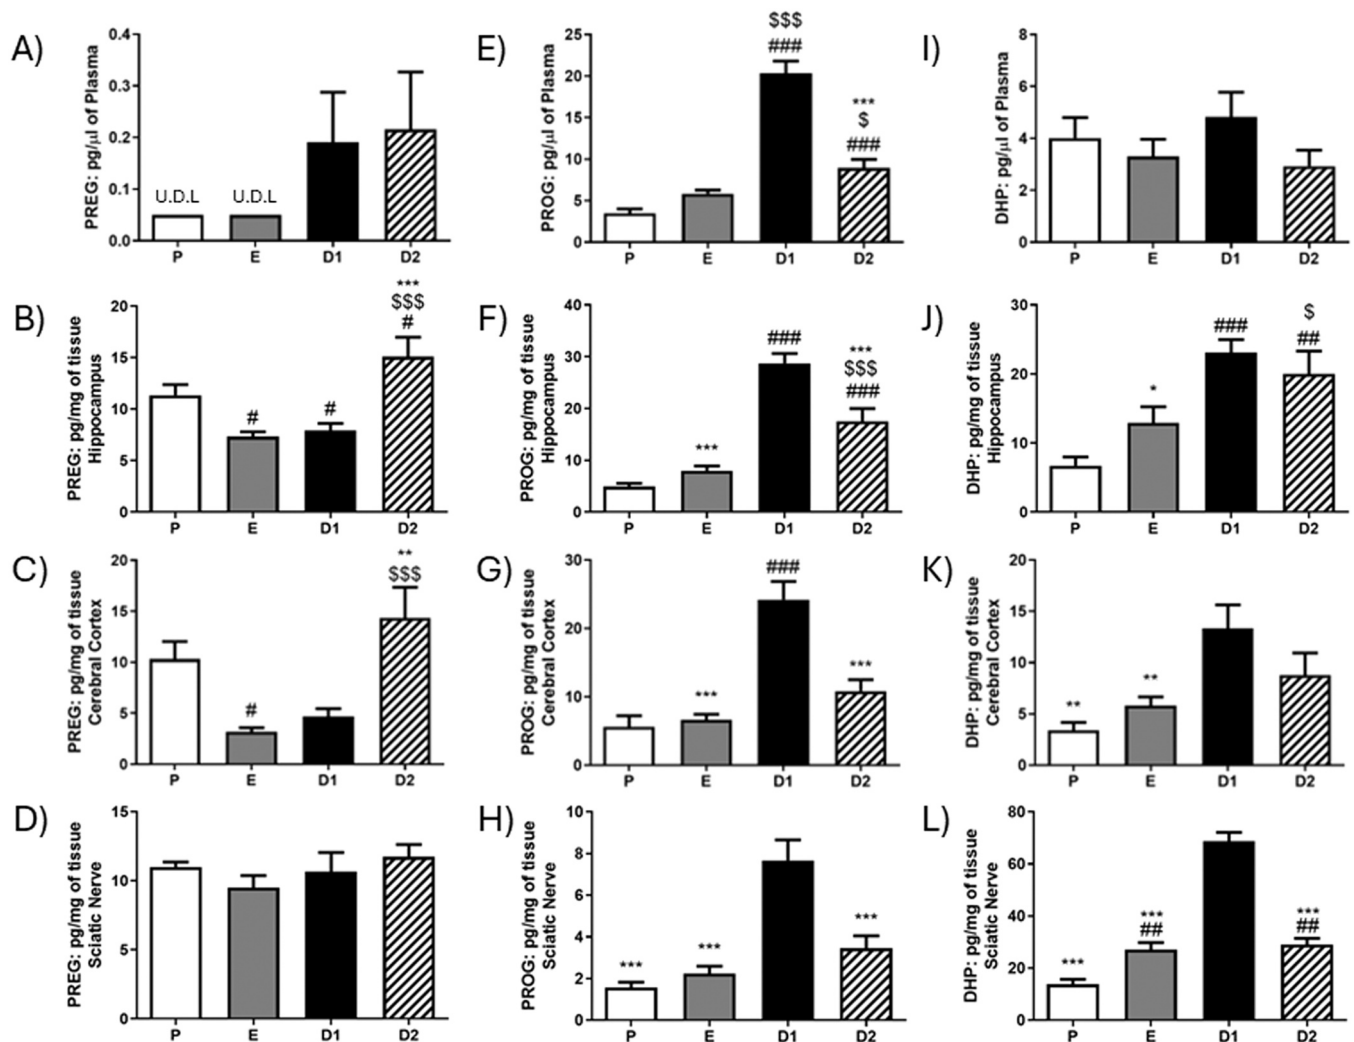 A)
PREG: pg/µl of Plasma
0.4
0.3
0.2
0.1
0.0
U.D.L
U.D.L
P E D1 D2
E)
PROG: pg/µl of Plasma
25
20
15
10
5
0
$$$
###
***
$
###
P E D1 D2
I)
DHP: pg/µl of Plasma
8
6
4
2
0
P E D1 D2
B)
PREG: pg/mg of tissue
Hippocampus
20
15
10
5
0
#
#
***
$$$
#
P E D1 D2
F)
PROG: pg/mg of tissue
Hippocampus
40
30
20
10
0
***
###
***
$$$
###
P E D1 D2
J)
DHP: pg/mg of tissue
Hippocampus
30
20
10
0
*
###
$
##
P E D1 D2
C)
PREG: pg/mg of tissue
Cerebral Cortex
20
15
10
5
0
#
**
$$$
P E D1 D2
G)
PROG: pg/mg of tissue
Cerebral Cortex
30
20
10
0
***
###
***
P E D1 D2
K)
DHP: pg/mg of tissue
Cerebral Cortex
20
15
10
5
0
**
**
P E D1 D2
D)
PREG: pg/mg of tissue
Sciatic Nerve
15
10
5
0
P E D1 D2
H)
PROG: pg/mg of tissue
Sciatic Nerve
10
8
6
4
2
0
***
***
***
P E D1 D2
L)
DHP: pg/mg of tissue
Sciatic Nerve
80
60
40
20
0
***
***
##
***
##
P E D1 D2